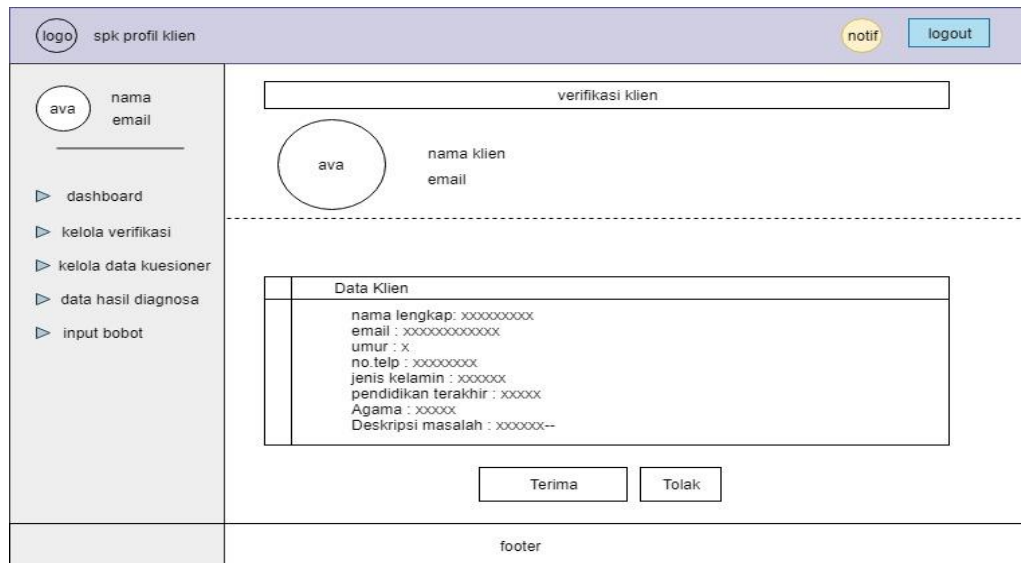 logo spk profil klien
notif
logout
ava
nama
email
dashboard
kelola verifikasi
kelola data kuesioner
data hasil diagnosa
input bobot
verifikasi klien
ava
nama klien
email
Data Klien
nama lengkap: xxxxxxxxx
email : xxxxxxxxxxxx
umur : x
no.telp : xxxxxxxx
jenis kelamin : xxxxxx
pendidikan terakhir : xxxxx
Agama : xxxxx
Deskripsi masalah : xxxxxx--
Terima
Tolak
footer